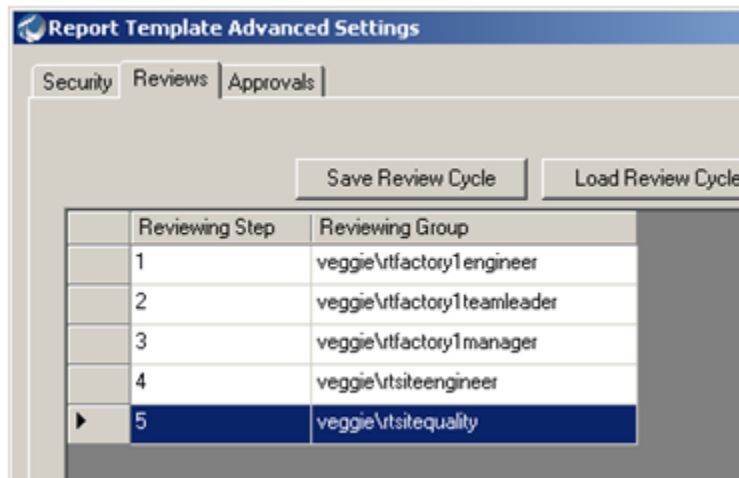 Report Template Advanced Settings
Security Reviews Approvals
Save Review Cycle Load Review Cycle
Reviewing Step Reviewing Group
1 veggie\rtfactory1engineer
2 veggie\rtfactory1teamleader
3 veggie\rtfactory1manager
4 veggie\rtsiteengineer
5 veggie\rtsitequality